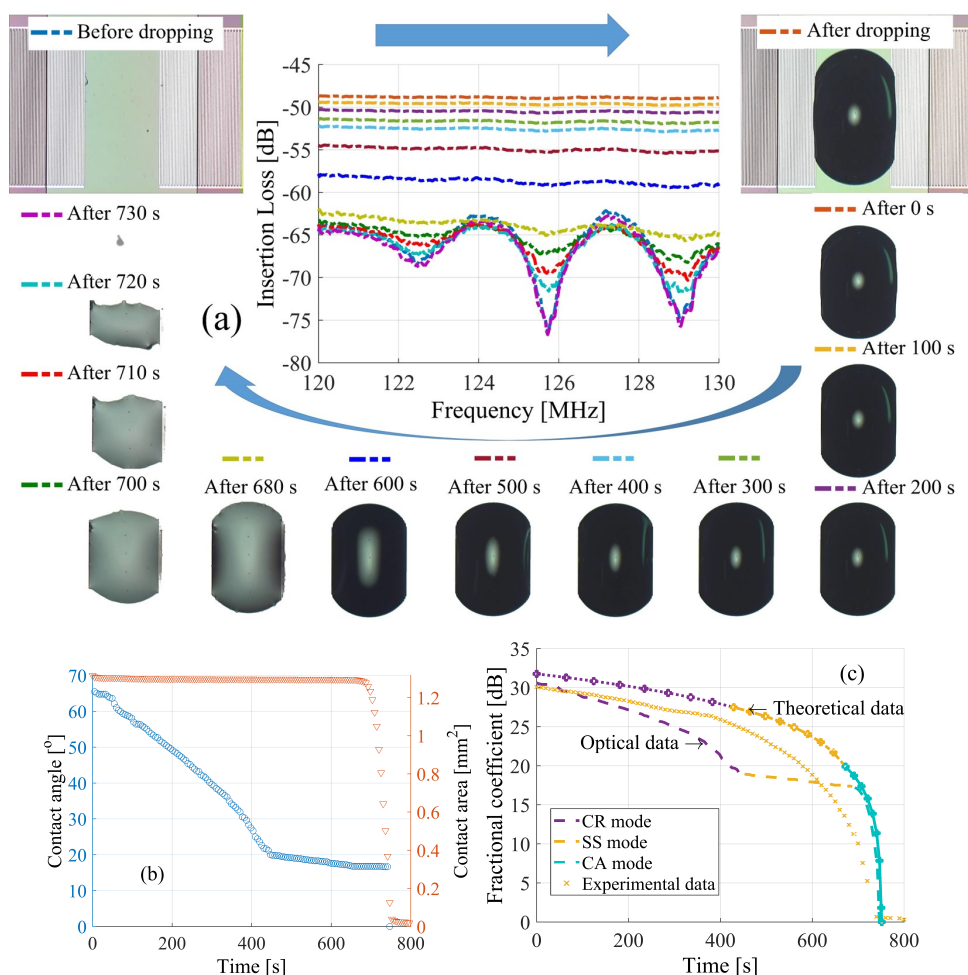 Before dropping
After dropping
-45
-50
-55
-60
-65
-70
-75
-80
Insertion Loss [dB]
120
122
124
126
128
130
Frequency [MHz]
(a)
After 730 s
After 720 s
After 710 s
After 700 s
After 680 s
After 600 s
After 500 s
After 400 s
After 300 s
After 0 s
After 100 s
After 200 s
70
60
50
40
30
20
10
0
Contact angle [°]
1.2
1
0.8
0.6
0.4
0.2
0
Contact area [mm²]
(b)
0
200
400
600
800
Time [s]
35
30
25
20
15
10
5
0
Fractional coefficient [dB]
(c)
Theoretical data
Optical data
CR mode
SS mode
CA mode
Experimental data
0
200
400
600
800
Time [s]